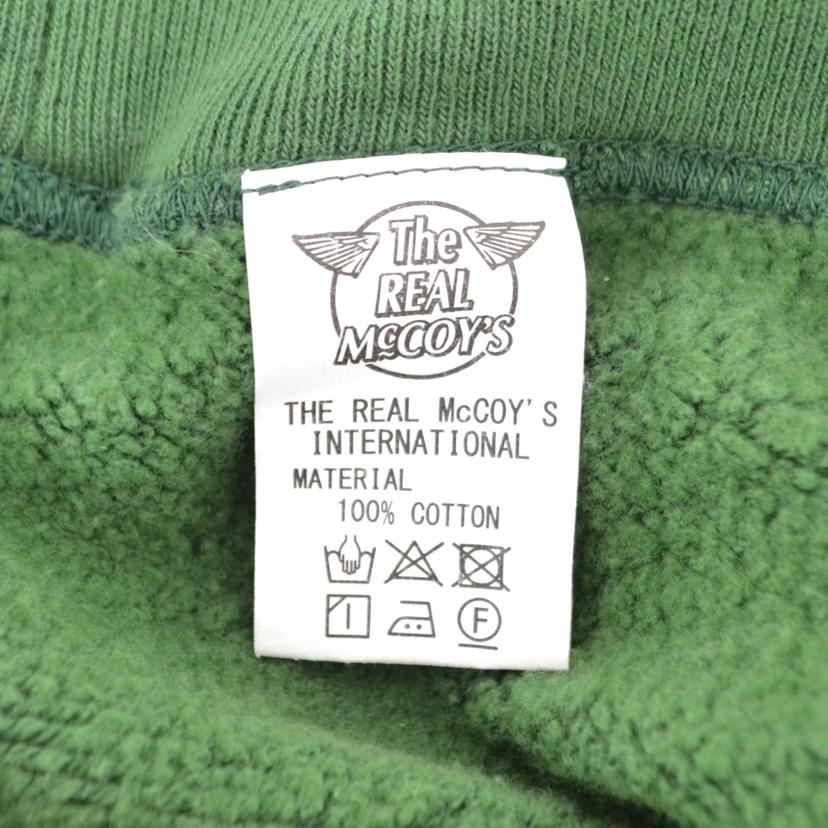 The
REAL
McCOY'S
THE REAL McCOY'S
INTERNATIONAL
MATERIAL
100% COTTON
F